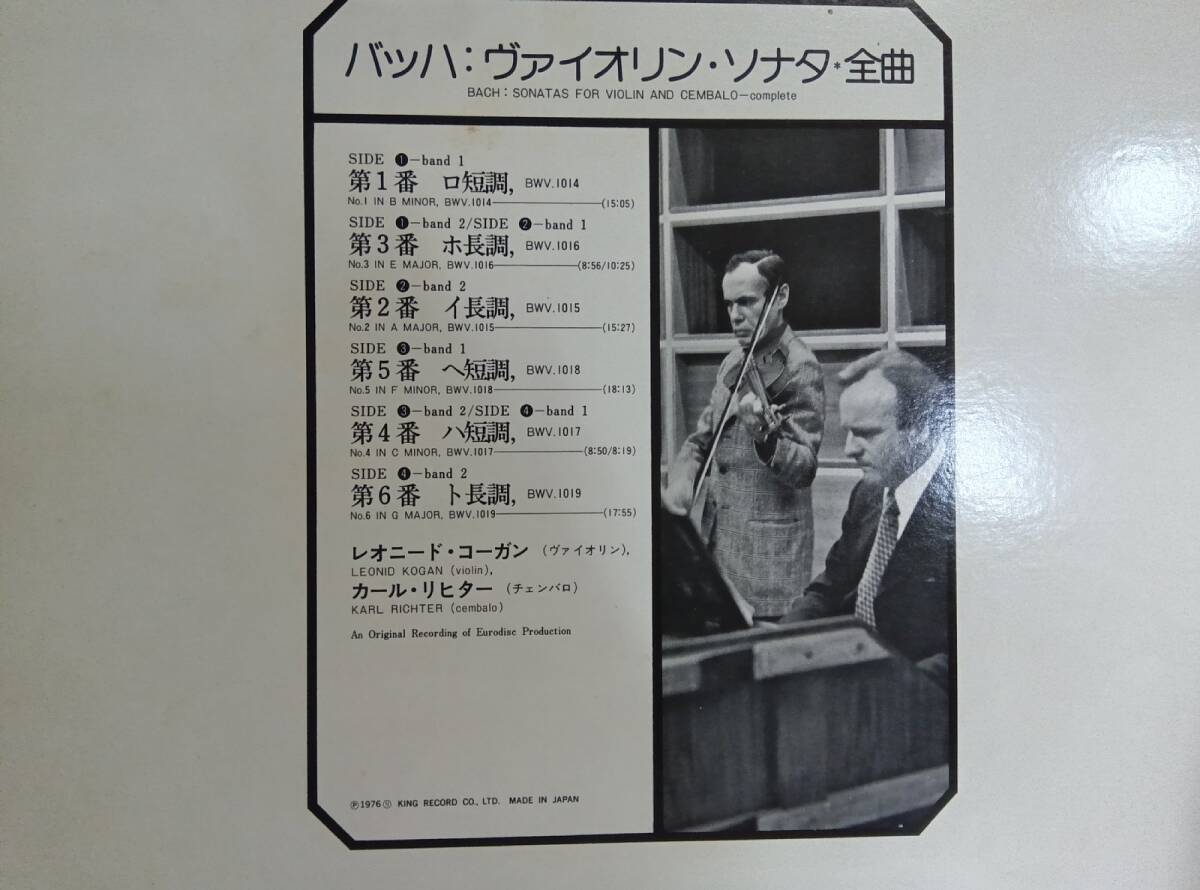 バッハ：ヴァイオリン・ソナタ*全曲
BACH : SONATAS FOR VIOLIN AND CEMBALO—complete
SIDE ❶—band 1
第1番 ロ短調, BWV.1014
No.1 IN B MINOR, BWV.1014—(15:05)
SIDE ❶—band 2/SIDE ❷—band 1
第3番 ホ長調, BWV.1016
No.3 IN E MAJOR, BWV.1016—(8:56/10:25)
SIDE ❷—band 2
第2番 イ長調, BWV.1015
No.2 IN A MAJOR, BWV.1015—(15:27)
SIDE ❸—band 1
第5番 ヘ短調, BWV.1018
No.5 IN F MINOR, BWV.1018—(18:13)
SIDE ❸—band 2/SIDE ❹—band 1
第4番 ハ短調, BWV.1017
No.4 IN C MINOR, BWV.1017—(8:50/8:19)
SIDE ❹—band 2
第6番 ト長調, BWV.1019
No.6 IN G MAJOR, BWV.1019—(17:55)
レオニード・コーガン（ヴァイオリン）,
LEONID KOGAN (violin),
カール・リヒター（チェンバロ）
KARL RICHTER (cembalo)
An Original Recording of Eurodisc Production
Ⓟ1976 KING RECORD CO., LTD. MADE IN JAPAN